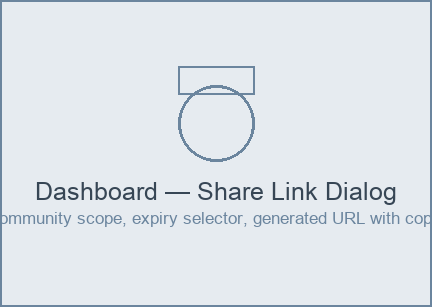 Dashboard — Share Link Dialog
ommunity scope, expiry selector, generated URL with cop